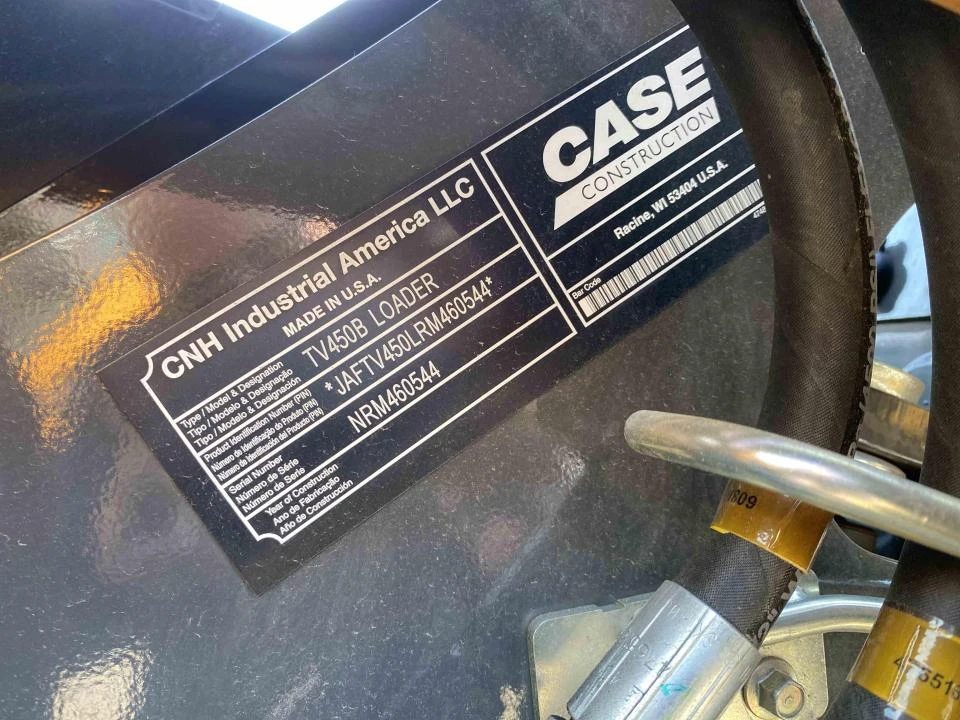 CNH Industrial America LLC
MADE IN U.S.A.
Type / Model & Designation
Tipo / Modelo & Designação
Tipo / Modelo & Designación
TV450B LOADER
Product Identification Number (PIN)
Número de Identificação do Produto (PIN)
Número de Identificación del Producto (PIN)
*JAFTV450LRM460544*
Serial Number
Número de Série
Número de Serie
NRM460544
Year of Construction
Ano de Fabricação
Año de Construcción
CASE
CONSTRUCTION
Racine, WI 53404 U.S.A.
Bar Code